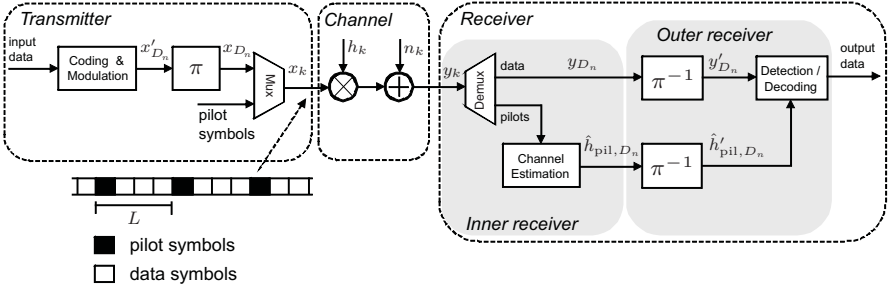 Transmitter
input
data
Coding &
Modulation
x′_{D_n}
π
x_{D_n}
Mux
x_k
pilot
symbols
L
pilot symbols
data symbols
Channel
h_k
n_k
Receiver
y_k
Demux
data
pilots
y_{D_n}
Channel
Estimation
ĥ_{pil,D_n}
Inner receiver
Outer receiver
π^{−1}
y′_{D_n}
π^{−1}
ĥ′_{pil,D_n}
Detection /
Decoding
output
data